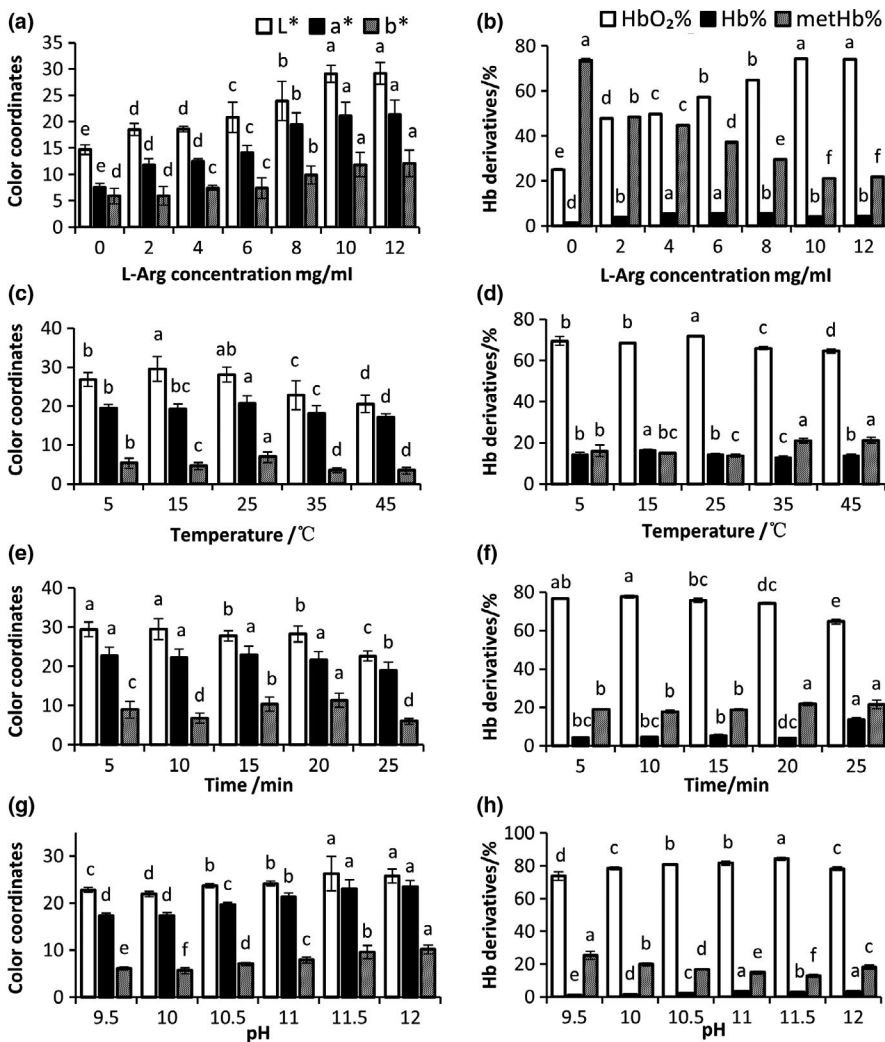 (a)
L* a* b*
Color coordinates
35
30
25
20
15
10
5
0
e e d d d d d d c c c c b b b a a a a a a
0 2 4 6 8 10 12
L-Arg concentration mg/ml
(b)
HbO₂% Hb% metHb%
Hb derivatives/%
80
60
40
20
0
e d a d b b c a c b a d b a e a b f a b f
0 2 4 6 8 10 12
L-Arg concentration mg/ml
(c)
Color coordinates
40
30
20
10
0
b b b a bc c ab a a c c d d d d
5 15 25 35 45
Temperature /℃
(d)
Hb derivatives/%
80
60
40
20
0
b b b b a bc a b c c b a d b a
5 15 25 35 45
Temperature /℃
(e)
Color coordinates
40
30
20
10
0
a a c a a d b a b b a a c b d
5 10 15 20 25
Time /min
(f)
Hb derivatives/%
80
60
40
20
0
ab bc b a bc b bc b b dc dc a e a a
5 10 15 20 25
Time/min
(g)
Color coordinates
30
20
10
0
c d e d d f b c d b b c a a b a a a
9.5 10 10.5 11 11.5 12
pH
(h)
Hb derivatives/%
100
80
60
40
20
0
d e a c d b b c d b a e a b f c a c
9.5 10 10.5 11 11.5 12
pH